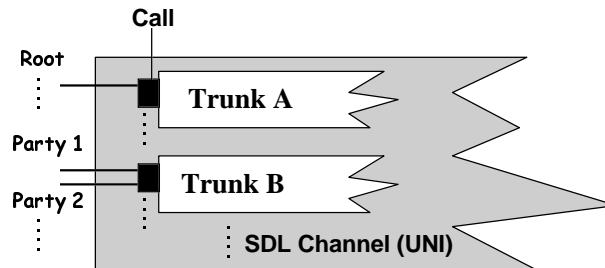 Call
Root
Trunk A
Party 1
Trunk B
Party 2
SDL Channel (UNI)